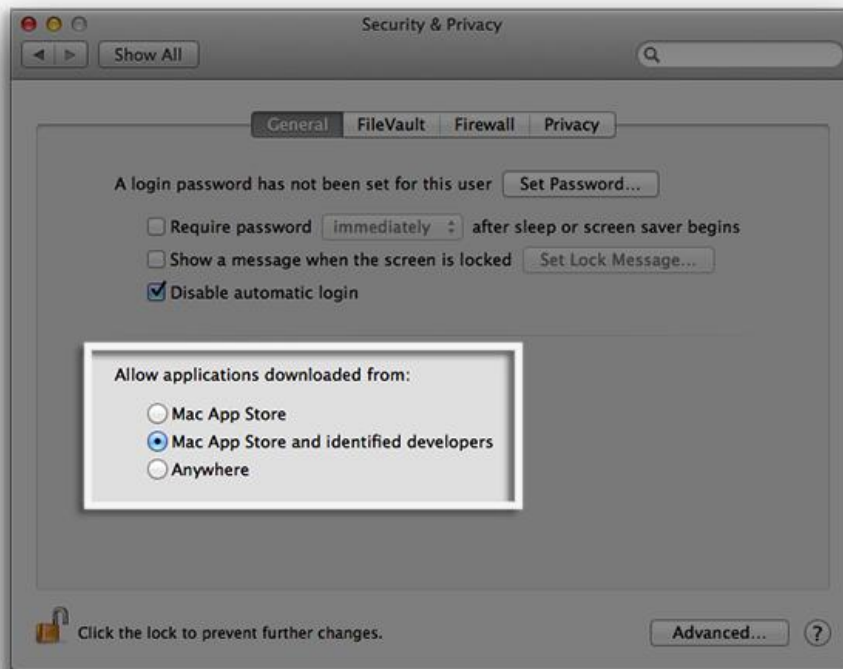 Security & Privacy
Show All
General FileVault Firewall Privacy
A login password has not been set for this user Set Password...
Require password immediately after sleep or screen saver begins
Show a message when the screen is locked Set Lock Message...
Disable automatic login
Allow applications downloaded from:
Mac App Store
Mac App Store and identified developers
Anywhere
Click the lock to prevent further changes. Advanced... ?